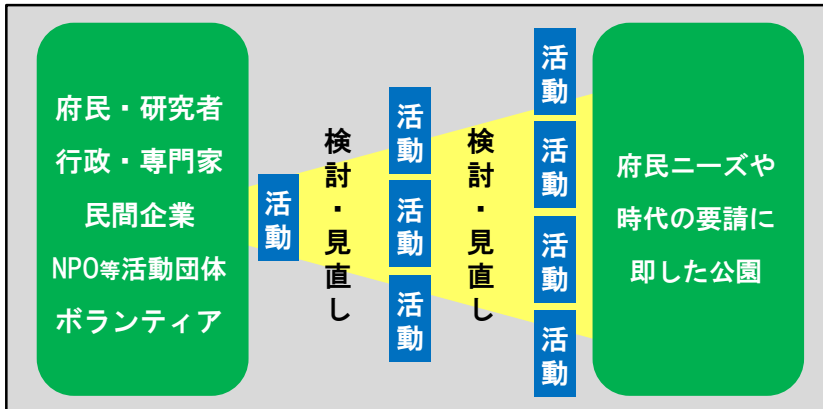 府民・研究者
行政・専門家
民間企業
NPO等活動団体
ボランティア
活動
検討・見直し
活動
活動
活動
検討・見直し
活動
活動
活動
活動
府民ニーズや
時代の要請に
即した公園